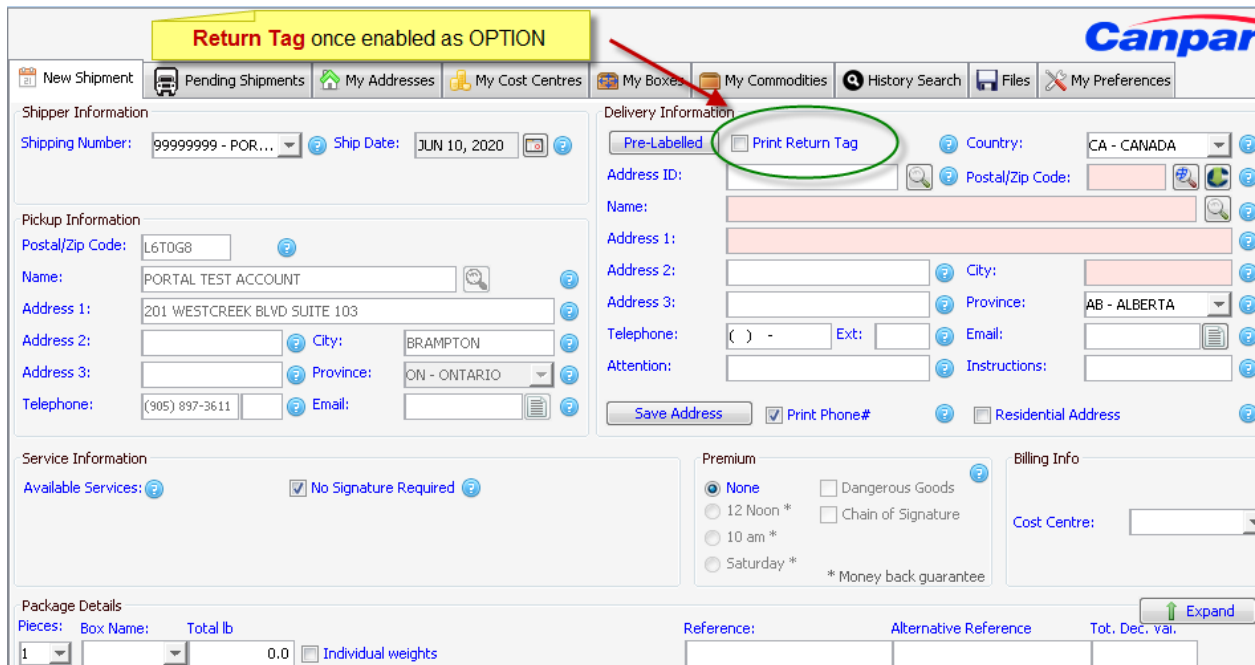 Return Tag once enabled as OPTION
Canpar
New Shipment
Pending Shipments
My Addresses
My Cost Centres
My Boxes
My Commodities
History Search
Files
My Preferences
Shipper Information
Shipping Number: 99999999 - POR... Ship Date: JUN 10, 2020
Pickup Information
Postal/Zip Code: L6T0G8
Name: PORTAL TEST ACCOUNT
Address 1: 201 WESTCREEK BLVD SUITE 103
Address 2: City: BRAMPTON
Address 3: Province: ON - ONTARIO
Telephone: (905) 897-3611 Email:
Delivery Information
Pre-Labelled Print Return Tag Country: CA - CANADA
Address ID: Postal/Zip Code:
Name:
Address 1:
Address 2: City:
Address 3: Province: AB - ALBERTA
Telephone: ( ) - Ext: Email:
Attention: Instructions:
Save Address Print Phone# Residential Address
Service Information
Available Services: No Signature Required
Premium
None Dangerous Goods
12 Noon * Chain of Signature
10 am *
Saturday * * Money back guarantee
Billing Info
Cost Centre:
Package Details
Expand
Pieces: Box Name: Total lb Reference: Alternative Reference Tot. Dec. Val.
1 0.0 Individual weights